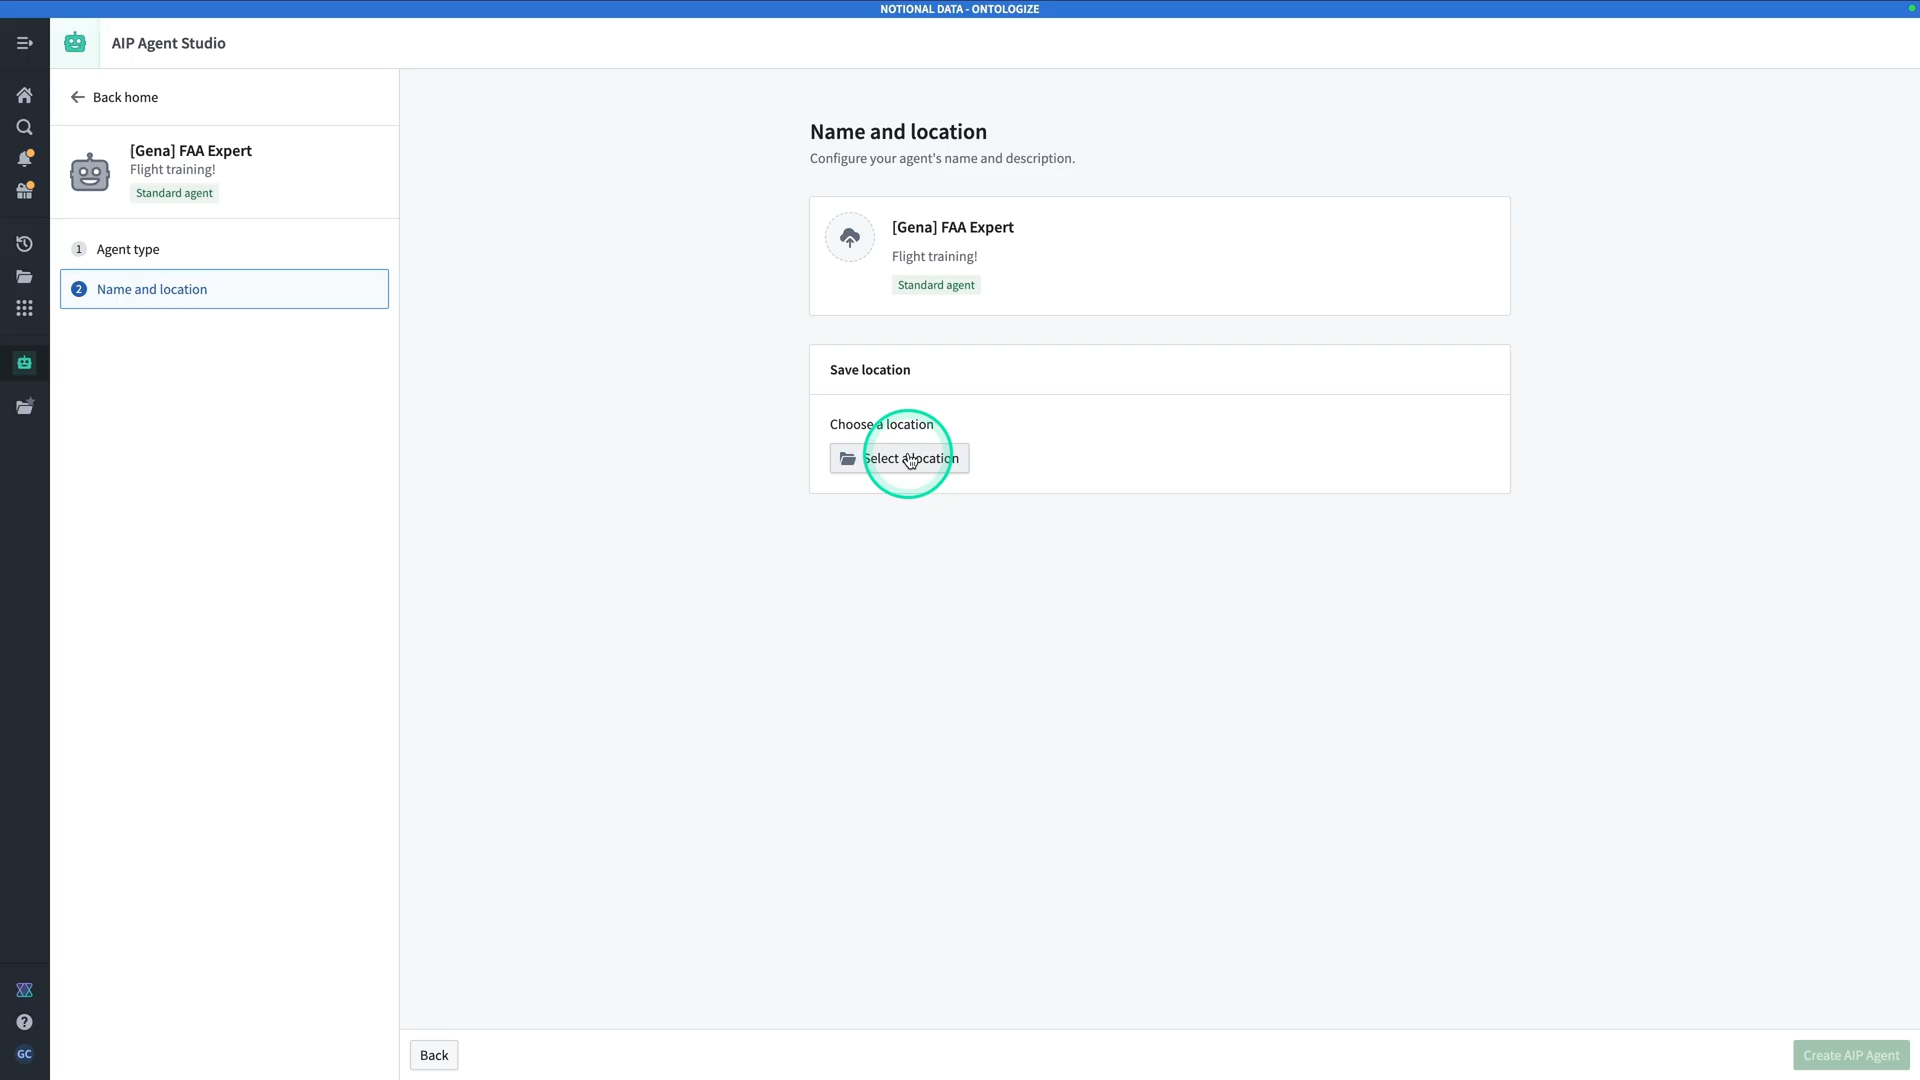 NOTIONAL DATA - ONTOLOGIZE
AIP Agent Studio
Back home
[Gena] FAA Expert
Flight training!
Standard agent
1 Agent type
2 Name and location
Name and location
Configure your agent's name and description.
[Gena] FAA Expert
Flight training!
Standard agent
Save location
Choose a location
Select a location
Back
Create AIP Agent
GC